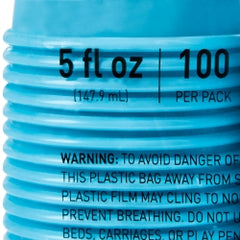 5 fl oz | 100
(147.9 mL) PER PACK
WARNING: TO AVOID DANGER OF
THIS PLASTIC BAG AWAY FROM
PLASTIC FILM MAY CLING TO NO
PREVENT BREATHING. DO NOT U
BEDS, CARRIAGES, OR PLAY PEN